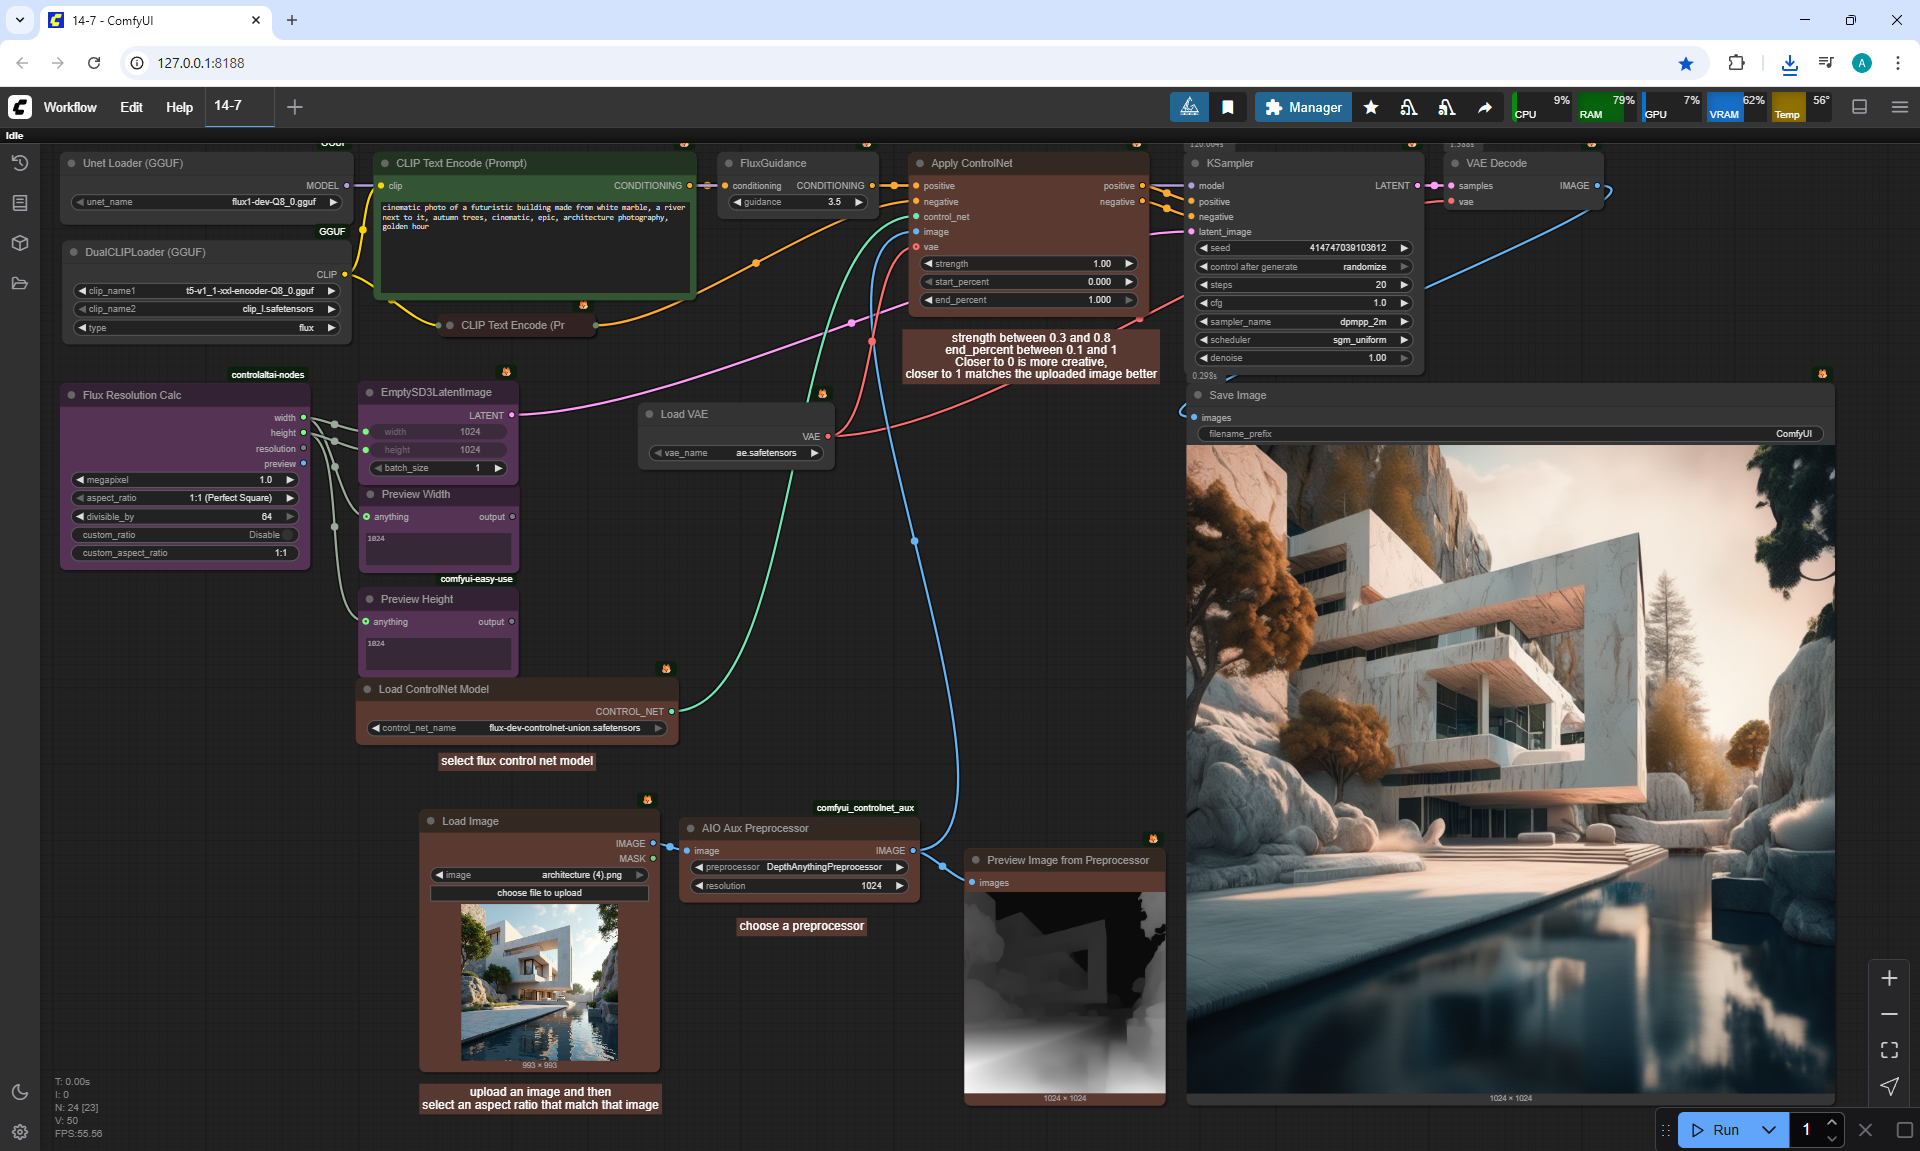 14-7 - ComfyUI
127.0.0.1:8188
A
Workflow
Edit
Help
14-7
Manager
CPU
9%
RAM
79%
GPU
7%
VRAM
62%
Temp
56°
Idle
GGUF
Unet Loader (GGUF)
MODEL
unet_name
flux1-dev-Q8_0.gguf
GGUF
DualCLIPLoader (GGUF)
CLIP
clip_name1
t5-v1_1-xxl-encoder-Q8_0.gguf
clip_name2
clip_l.safetensors
type
flux
CLIP Text Encode (Prompt)
clip
CONDITIONING
cinematic photo of a futuristic building made from white marble, a river
next to it, autumn trees, cinematic, epic, architecture photography,
golden hour
CLIP Text Encode (Pr
FluxGuidance
conditioning
CONDITIONING
guidance
3.5
Apply ControlNet
positive
positive
negative
negative
control_net
image
vae
strength
1.00
start_percent
0.000
end_percent
1.000
strength between 0.3 and 0.8
end_percent between 0.1 and 1
Closer to 0 is more creative,
closer to 1 matches the uploaded image better
KSampler
model
LATENT
positive
negative
latent_image
seed
414747039103612
control after generate
randomize
steps
20
cfg
1.0
sampler_name
dpmpp_2m
scheduler
sgm_uniform
denoise
1.00
VAE Decode
samples
IMAGE
vae
controlaltai-nodes
Flux Resolution Calc
width
height
resolution
preview
megapixel
1.0
aspect_ratio
1:1 (Perfect Square)
divisible_by
64
custom_ratio
Disable
custom_aspect_ratio
1:1
EmptySD3LatentImage
LATENT
width
1024
height
1024
batch_size
1
Preview Width
anything
output
1024
comfyui-easy-use
Preview Height
anything
output
1024
Load VAE
VAE
vae_name
ae.safetensors
Load ControlNet Model
CONTROL_NET
control_net_name
flux-dev-controlnet-union.safetensors
select flux control net model
Load Image
IMAGE
MASK
image
architecture (4).png
choose file to upload
993 × 993
upload an image and then
select an aspect ratio that match that image
comfyui_controlnet_aux
AIO Aux Preprocessor
image
IMAGE
preprocessor
DepthAnythingPreprocessor
resolution
1024
choose a preprocessor
Preview Image from Preprocessor
images
1024 × 1024
0.298s
Save Image
images
filename_prefix
ComfyUI
1024 × 1024
T: 0.00s
I: 0
N: 24 [23]
V: 50
FPS:55.56
Run
1